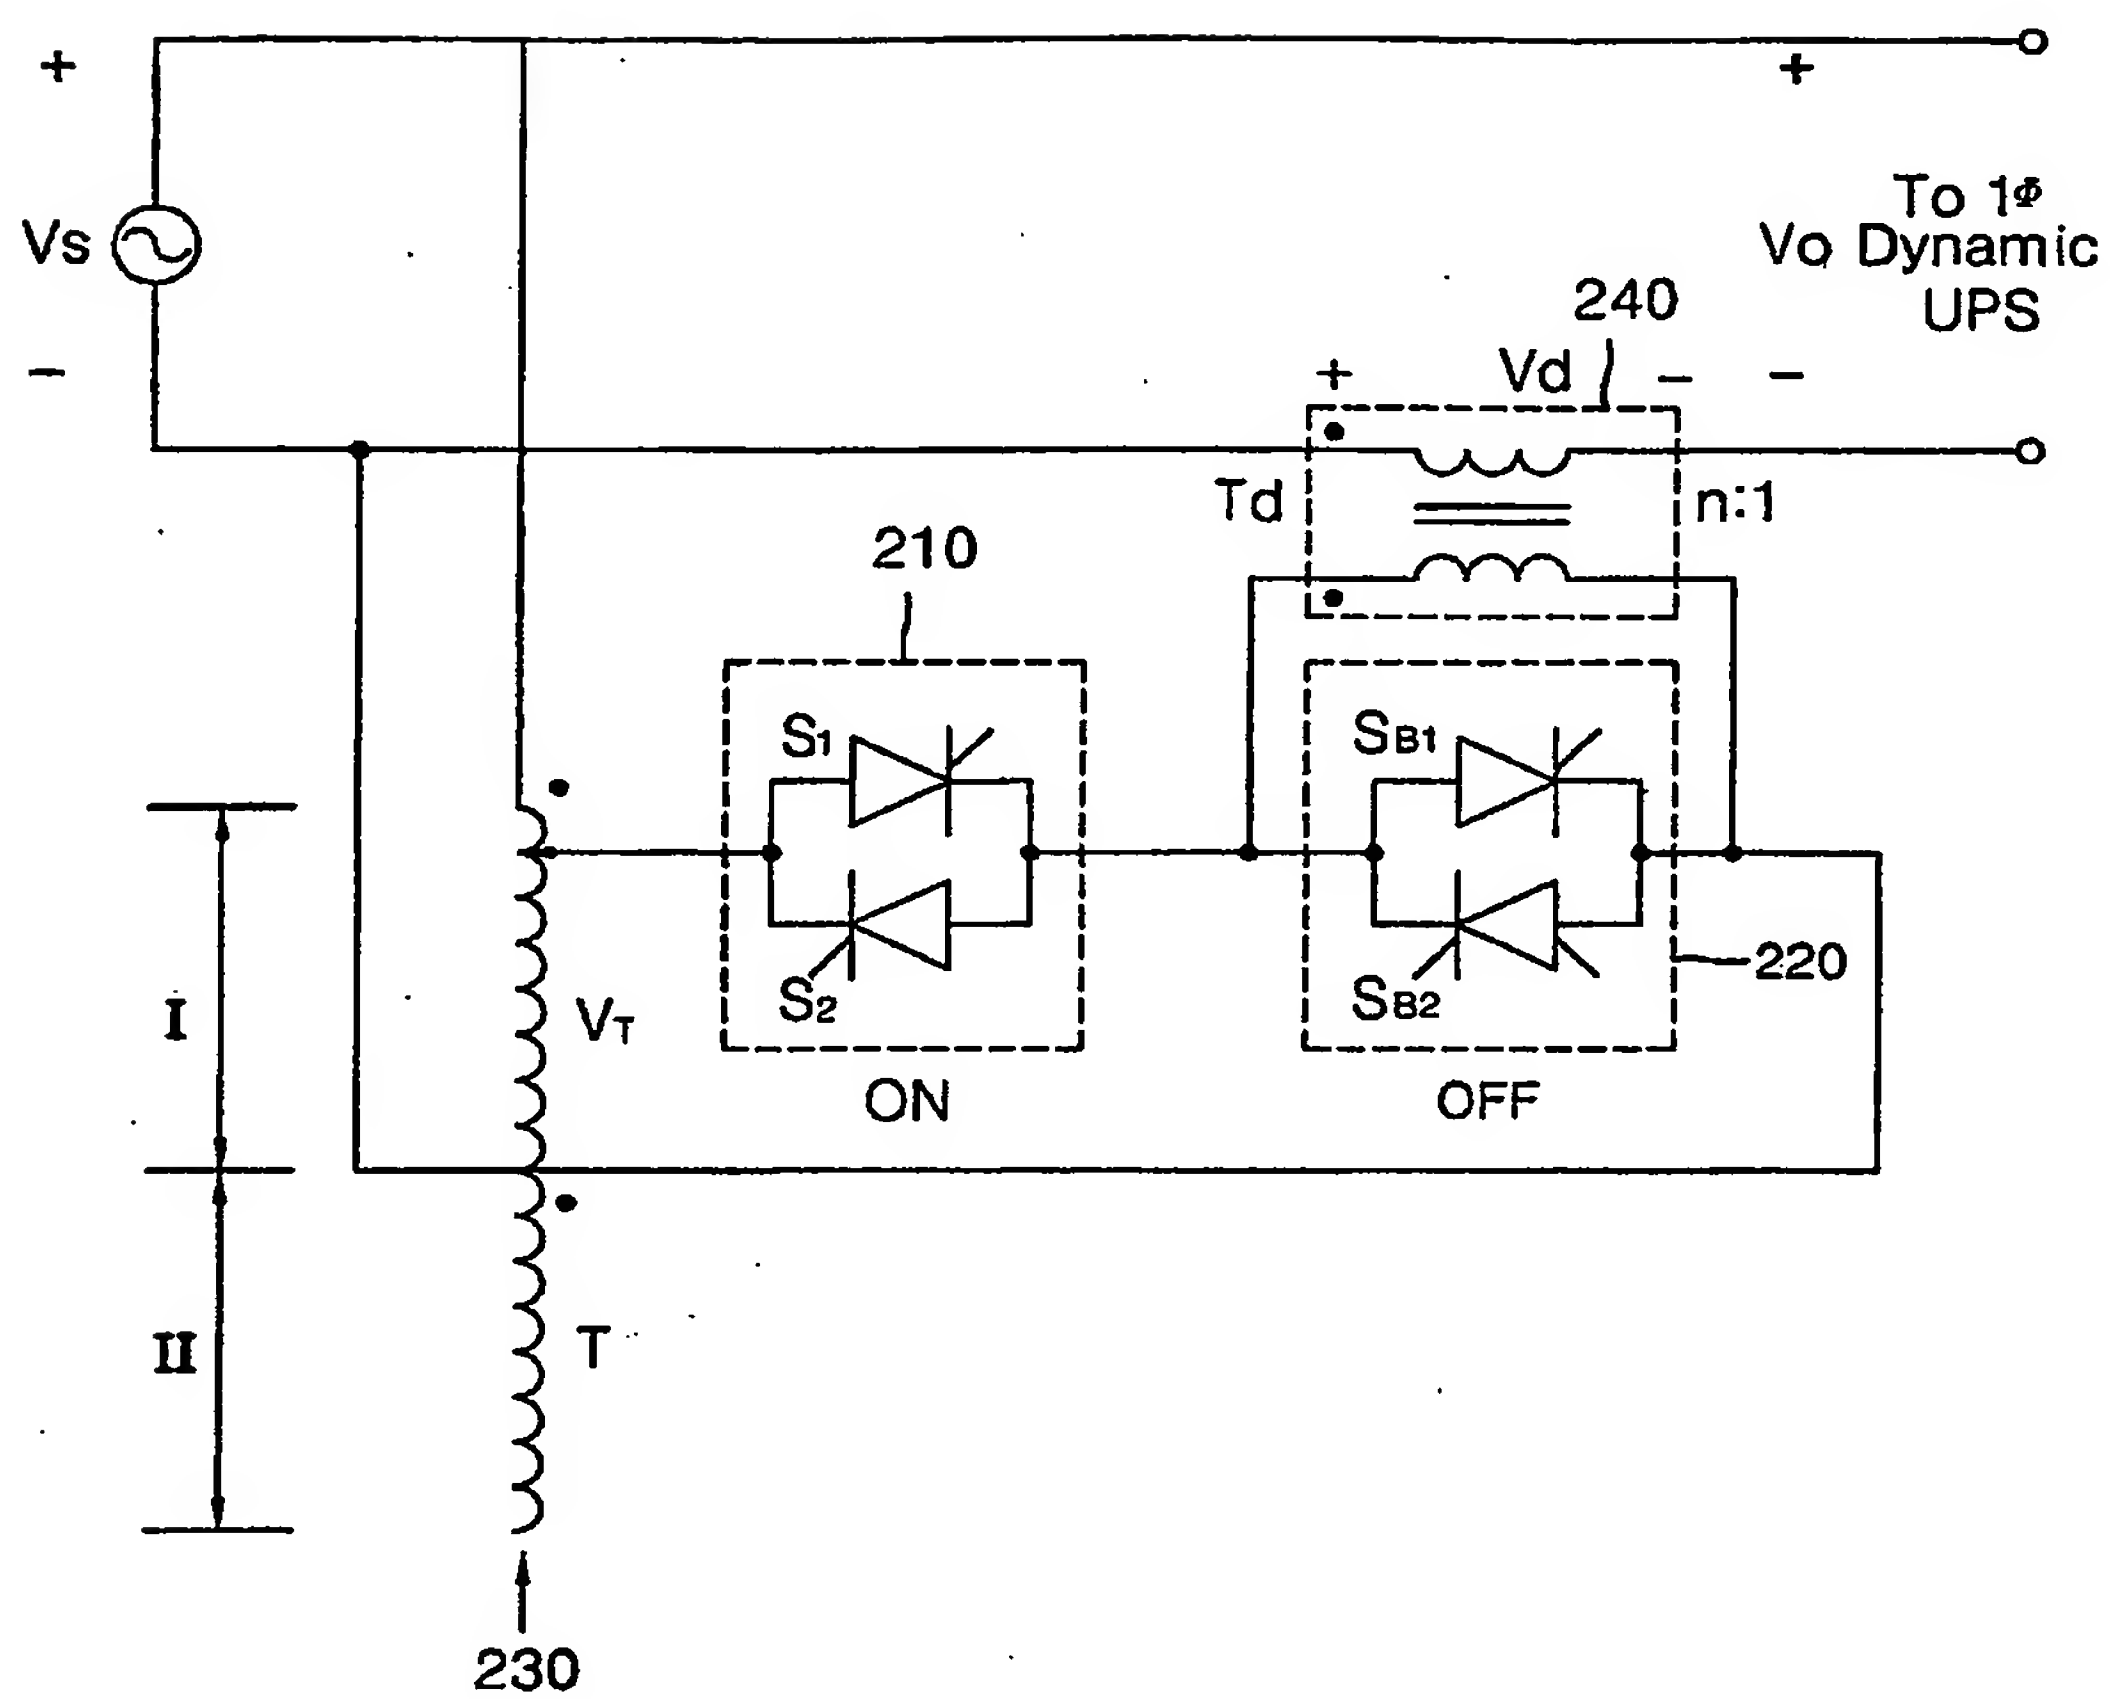 +
+
Vs
To 1Φ
Vo Dynamic
UPS
240
−
+ Vd − −
Td
n:1
210
S1
SB1
220
S2
SB2
I
VT
ON
OFF
II
T
230